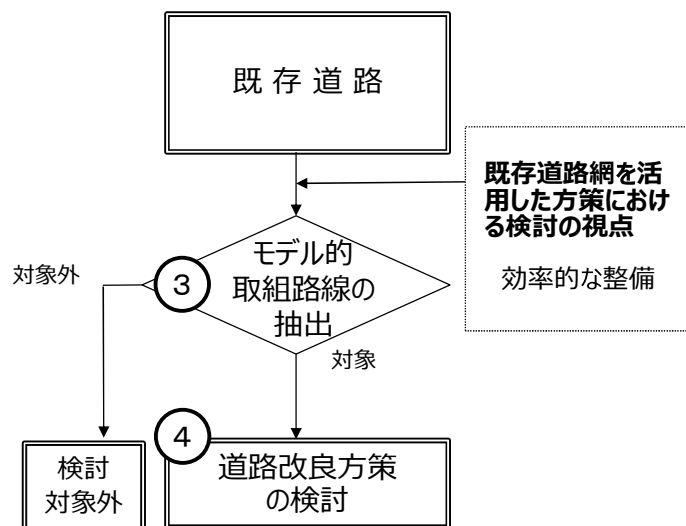 既存道路
既存道路網を活
用した方策におけ
る検討の視点
効率的な整備
モデル的
取組路線の
抽出
③
対象外
対象
④
検討
対象外
道路改良方策
の検討